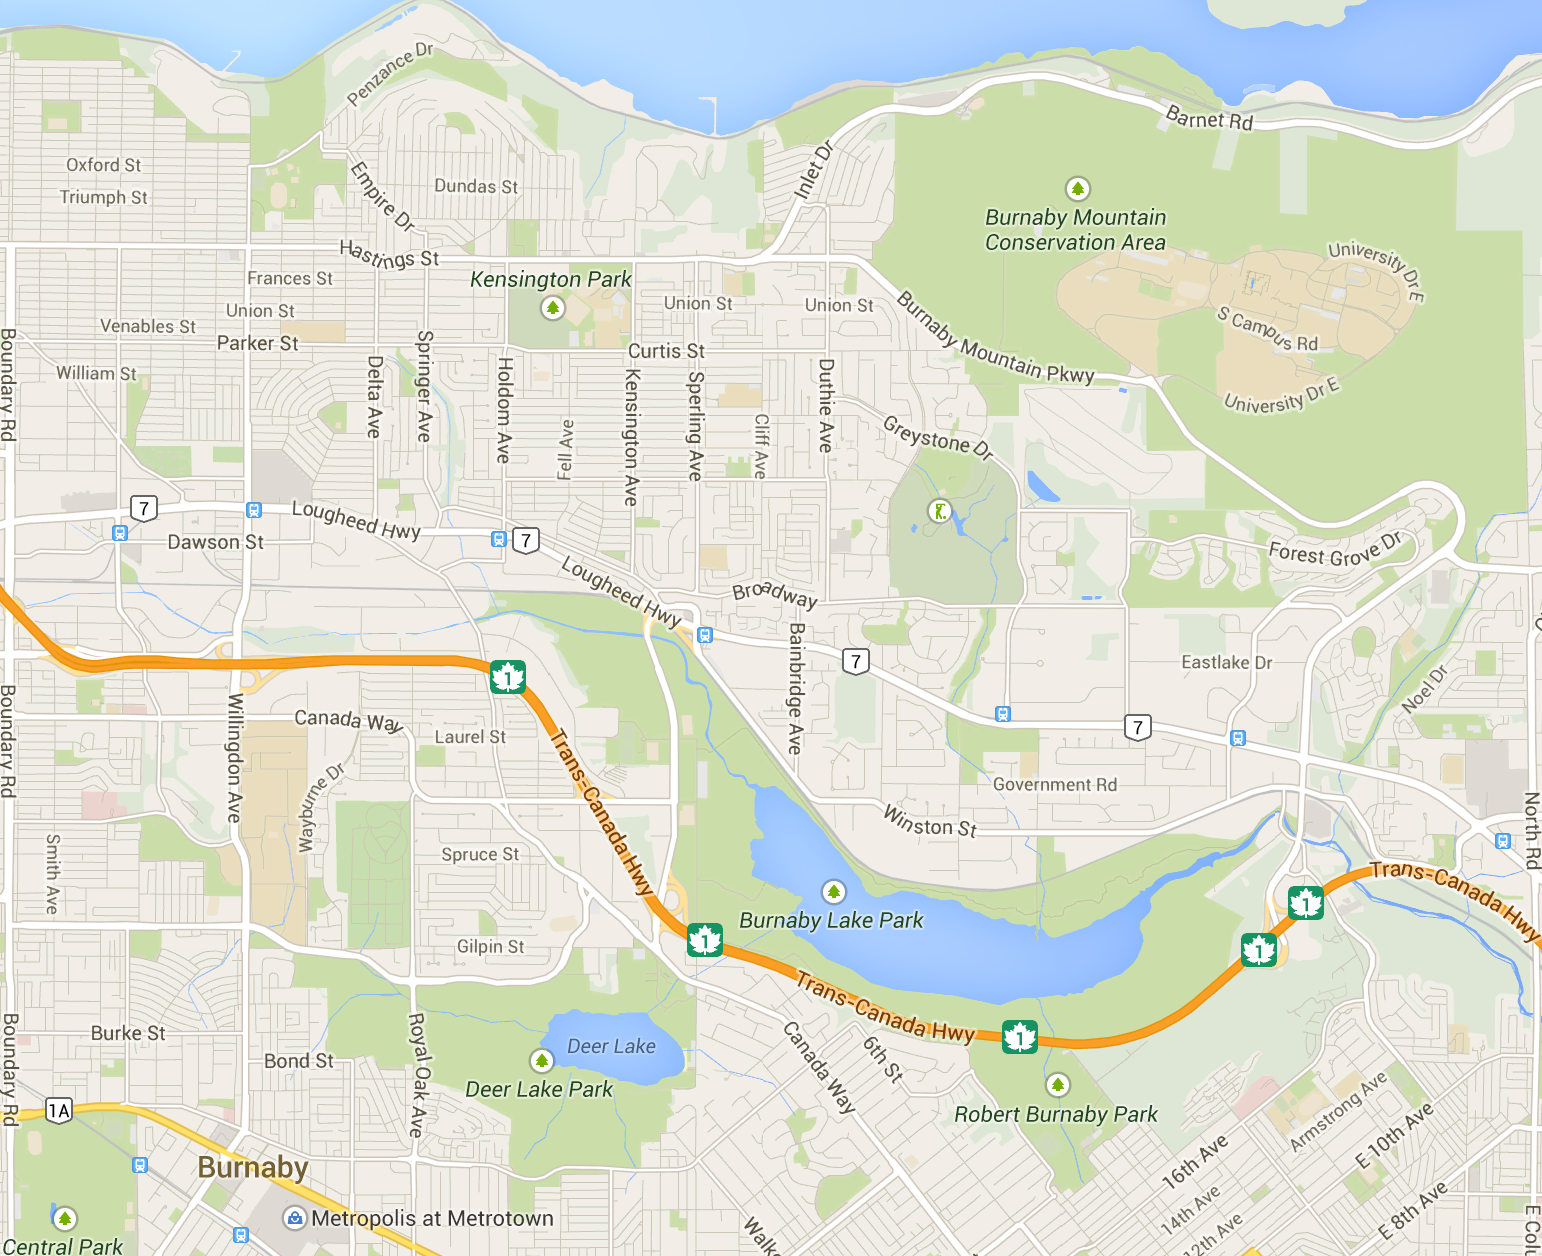 Penzance Dr
Barnet Rd
Oxford St
Triumph St
Empire Dr
Dundas St
Inlet Dr
Burnaby Mountain
Conservation Area
Hastings St
Frances St
Kensington Park
University Dr E
Union St
Union St
Union St
Burnaby Mountain Pkwy
S Campus Rd
Venables St
Parker St
Curtis St
William St
Boundary Rd
Delta Ave
Springer Ave
Holdom Ave
Kensington Ave
Sperling Ave
Duthie Ave
University Dr E
Fell Ave
Cliff Ave
Greystone Dr
7
Lougheed Hwy
Dawson St
7
Forest Grove Dr
Lougheed Hwy
Broadway
Bainbridge Ave
7
Eastlake Dr
1
Noel Dr
Boundary Rd
Willingdon Ave
Canada Way
Laurel St
7
Trans-Canada Hwy
Wayburne Dr
Government Rd
Winston St
North Rd
Smith Ave
Spruce St
Trans-Canada Hwy
Burnaby Lake Park
1
Gilpin St
1
1
Trans-Canada Hwy
Boundary Rd
Burke St
Bond St
Royal Oak Ave
Deer Lake
Deer Lake Park
1
Canada Way
6th St
Robert Burnaby Park
1A
Armstrong Ave
E 10th Ave
16th Ave
Burnaby
14th Ave
E 8th Ave
Metropolis at Metrotown
12th Ave
Central Park